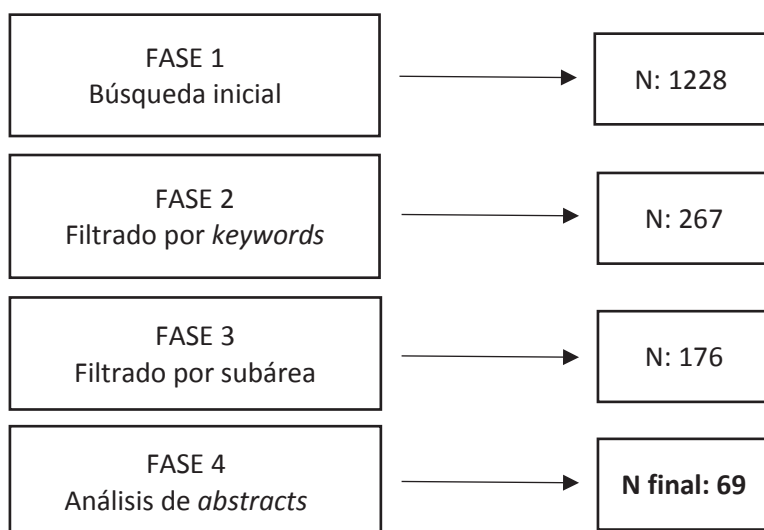 FASE 1
Búsqueda inicial
N: 1228
FASE 2
Filtrado por keywords
N: 267
FASE 3
Filtrado por subárea
N: 176
FASE 4
Análisis de abstracts
N final: 69